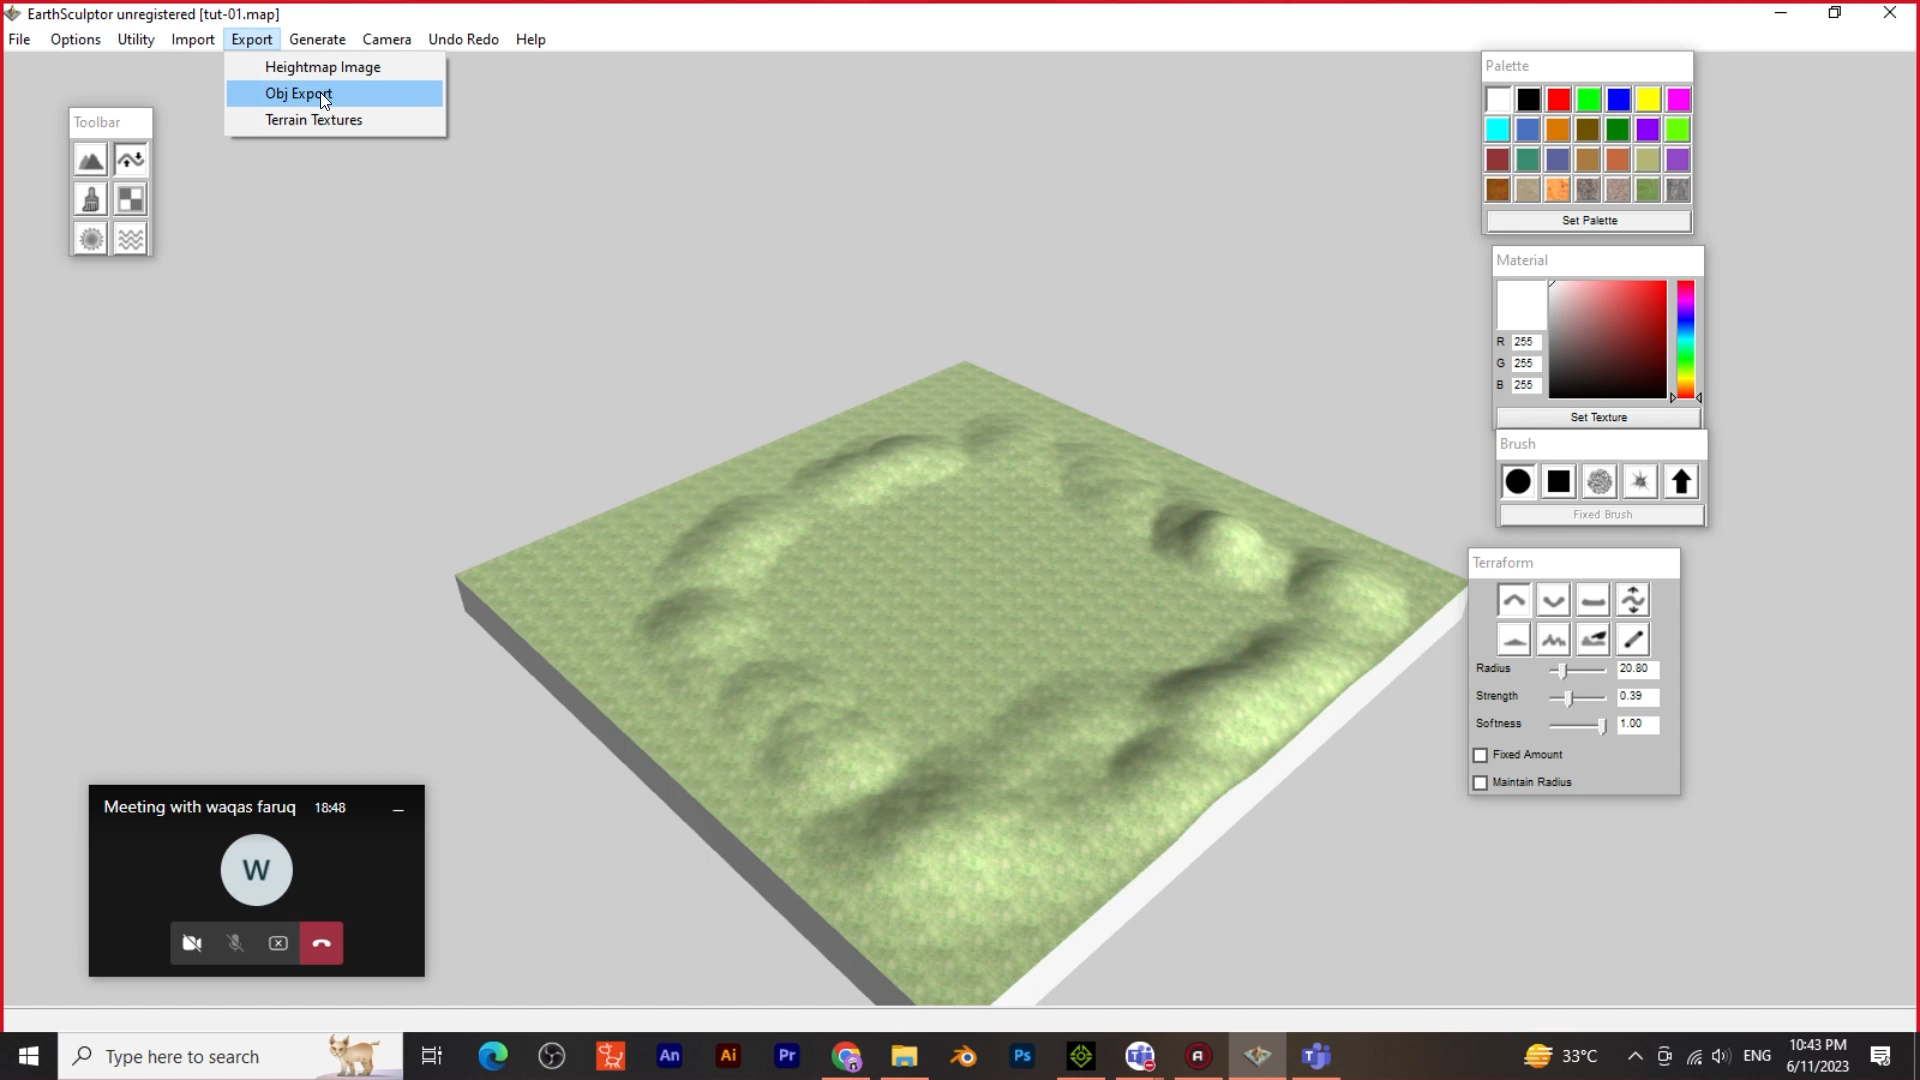 EarthSculptor unregistered [tut-01.map]
File Options Utility Import Export Generate Camera Undo Redo Help
Heightmap Image
Obj Export
Terrain Textures
Toolbar
Palette
Set Palette
Material
R 255
G 255
B 255
Set Texture
Brush
Fixed Brush
Terraform
Radius 20.80
Strength 0.39
Softness 1.00
Fixed Amount
Maintain Radius
Meeting with waqas faruq 18:48
W
Type here to search
An Ai Pr Ps
33°C
ENG
10:43 PM
6/11/2023